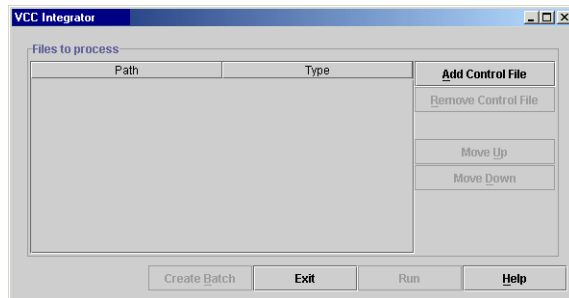 VCC Integrator
Files to process
Path Type
Add Control File
Remove Control File
Move Up
Move Down
Create Batch Exit Run Help